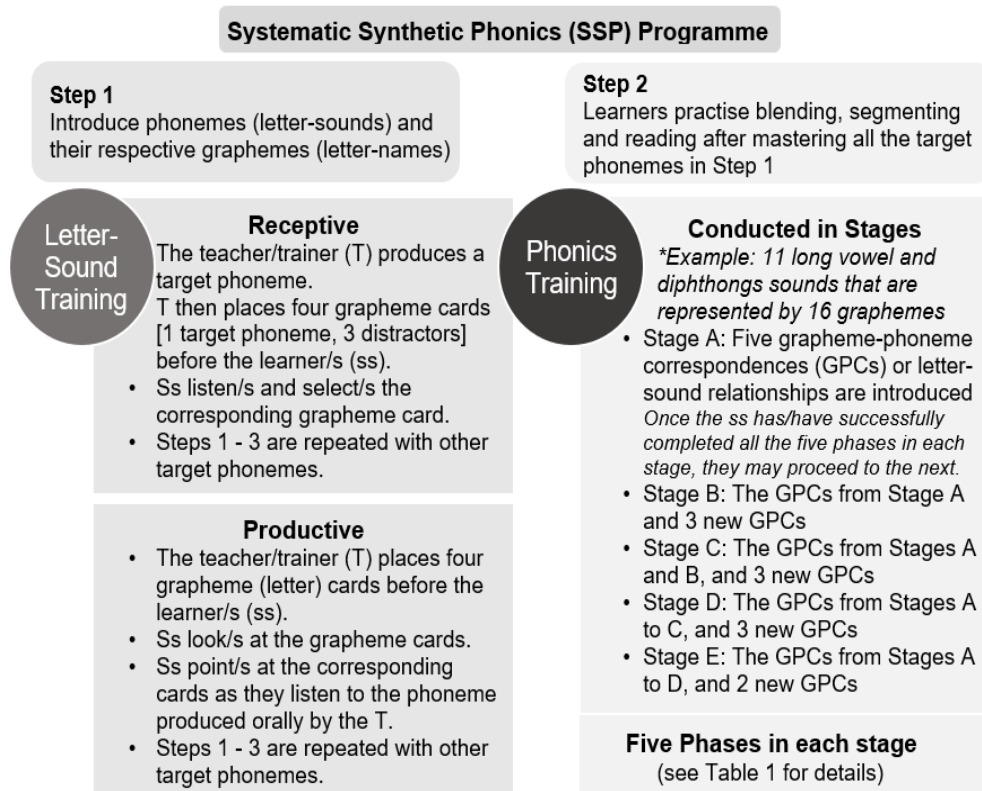 Systematic Synthetic Phonics (SSP) Programme
Step 1
Introduce phonemes (letter-sounds) and
their respective graphemes (letter-names)
Letter-
Sound
Training
Receptive
The teacher/trainer (T) produces a
target phoneme.
T then places four grapheme cards
[1 target phoneme, 3 distractors]
before the learner/s (ss).
• Ss listen/s and select/s the
corresponding grapheme card.
• Steps 1 - 3 are repeated with other
target phonemes.
Productive
• The teacher/trainer (T) places four
grapheme (letter) cards before the
learner/s (ss).
• Ss look/s at the grapheme cards.
• Ss point/s at the corresponding
cards as they listen to the phoneme
produced orally by the T.
• Steps 1 - 3 are repeated with other
target phonemes.
Step 2
Learners practise blending, segmenting
and reading after mastering all the target
phonemes in Step 1
Phonics
Training
Conducted in Stages
*Example: 11 long vowel and
diphthongs sounds that are
represented by 16 graphemes
• Stage A: Five grapheme-phoneme
correspondences (GPCs) or letter-
sound relationships are introduced
Once the ss has/have successfully
completed all the five phases in each
stage, they may proceed to the next.
• Stage B: The GPCs from Stage A
and 3 new GPCs
• Stage C: The GPCs from Stages A
and B, and 3 new GPCs
• Stage D: The GPCs from Stages A
to C, and 3 new GPCs
• Stage E: The GPCs from Stages A
to D, and 2 new GPCs
Five Phases in each stage
(see Table 1 for details)